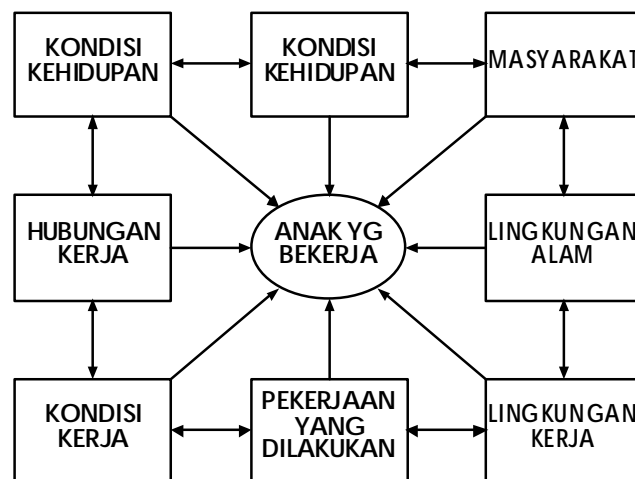 KONDISI
KEHIDUPAN
KONDISI
KEHIDUPAN
MASYARAKAT
HUBUNGAN
KERJA
ANAK YG
BEKERJA
LINGKUNGAN
ALAM
KONDISI
KERJA
PEKERJAAN
YANG
DILAKUKAN
LINGKUNGAN
KERJA